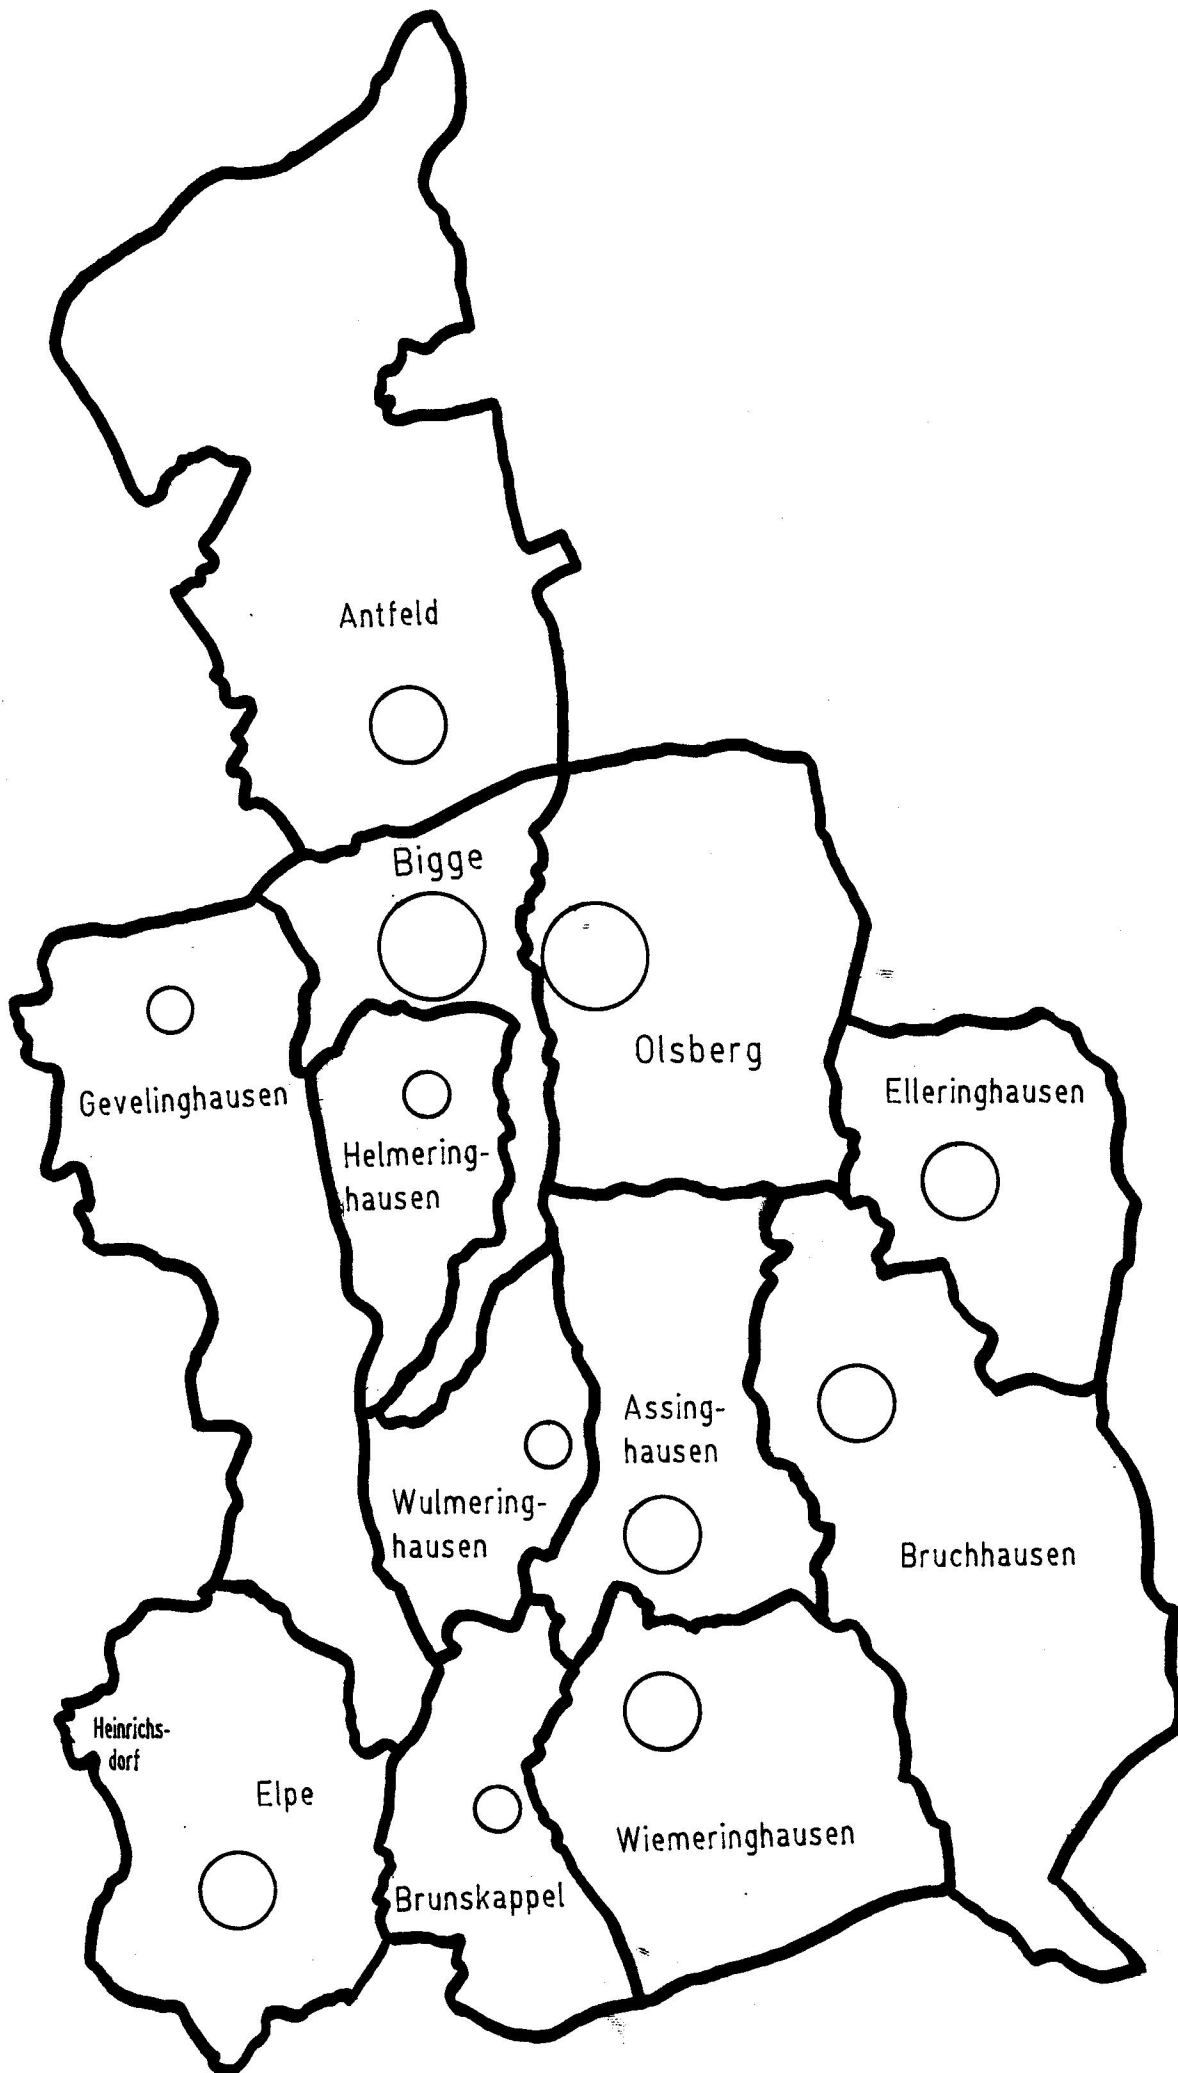 Antfeld
Bigge
Olsberg
Gevelinghausen
Elleringhausen
Helmering-
hausen
Assing-
hausen
Wulmering-
hausen
Bruchhausen
Heinrichs-
dorf
Elpe
Wiemeringhausen
Brunskappel